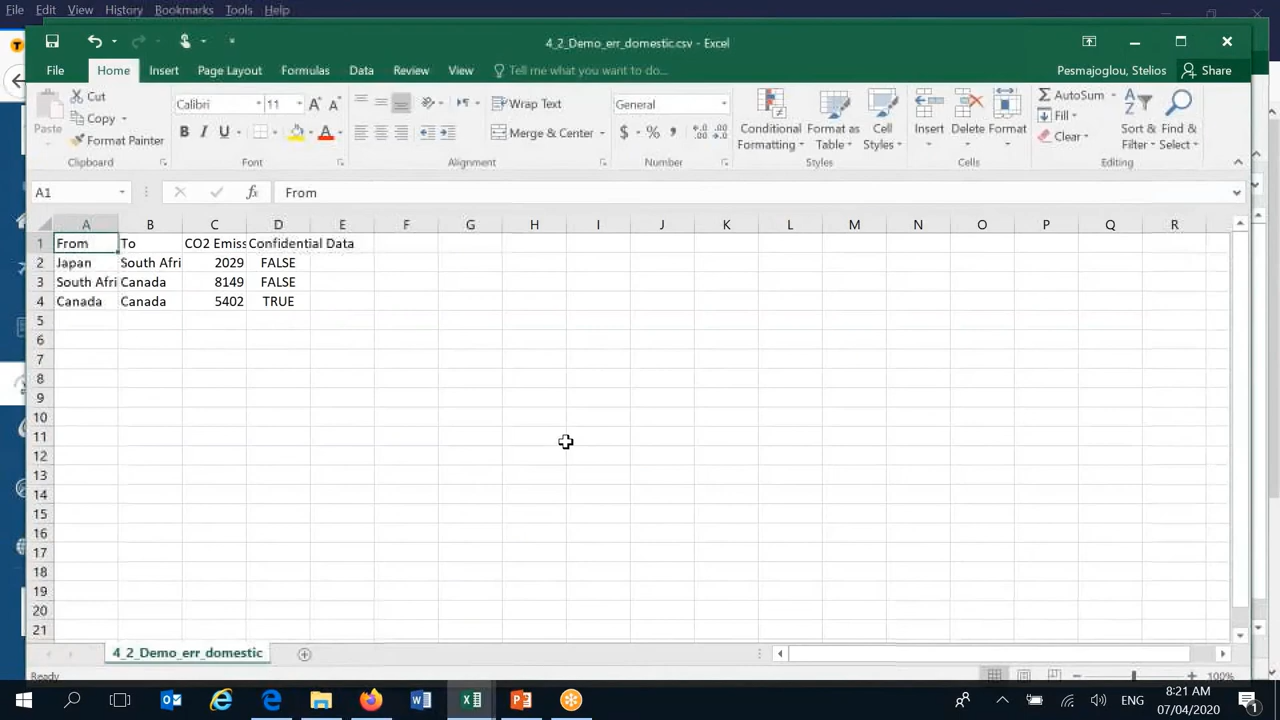 File Edit View History Bookmarks Tools Help
4_2_Demo_err_domestic.csv - Excel
File Home Insert Page Layout Formulas Data Review View Tell me what you want to do... Pesmajoglou, Stelios Share
Paste Cut
Copy
Format Painter
Calibri 11
B I U
Wrap Text
Merge & Center
General
$ % ,
Conditional Formatting
Format as Table
Cell Styles
Insert Delete Format
AutoSum
Fill
Clear
Sort & Filter
Find & Select
Clipboard Font Alignment Number Styles Cells Editing
A1 fx From
A B C D E F G H I J K L M N O P Q R
1 From To CO2 Emiss Confidential Data
2 Japan South Afri 2029 FALSE
3 South Afri Canada 8149 FALSE
4 Canada Canada 5402 TRUE
5
6
7
8
9
10
11
12
13
14
15
16
17
18
19
20
21
4_2_Demo_err_domestic
Ready 100%
ENG 8:21 AM
07/04/2020 1